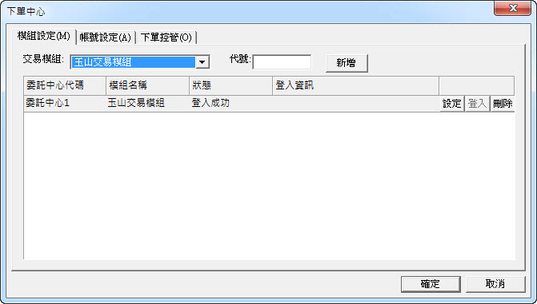 下單中心
模組設定(M) 帳號設定(A) 下單控管(O)
交易模組: 玉山交易模組 代號: 新增
委託中心代碼 模組名稱 狀態 登入資訊
委託中心1 玉山交易模組 登入成功 設定 登入 刪除
確定 取消